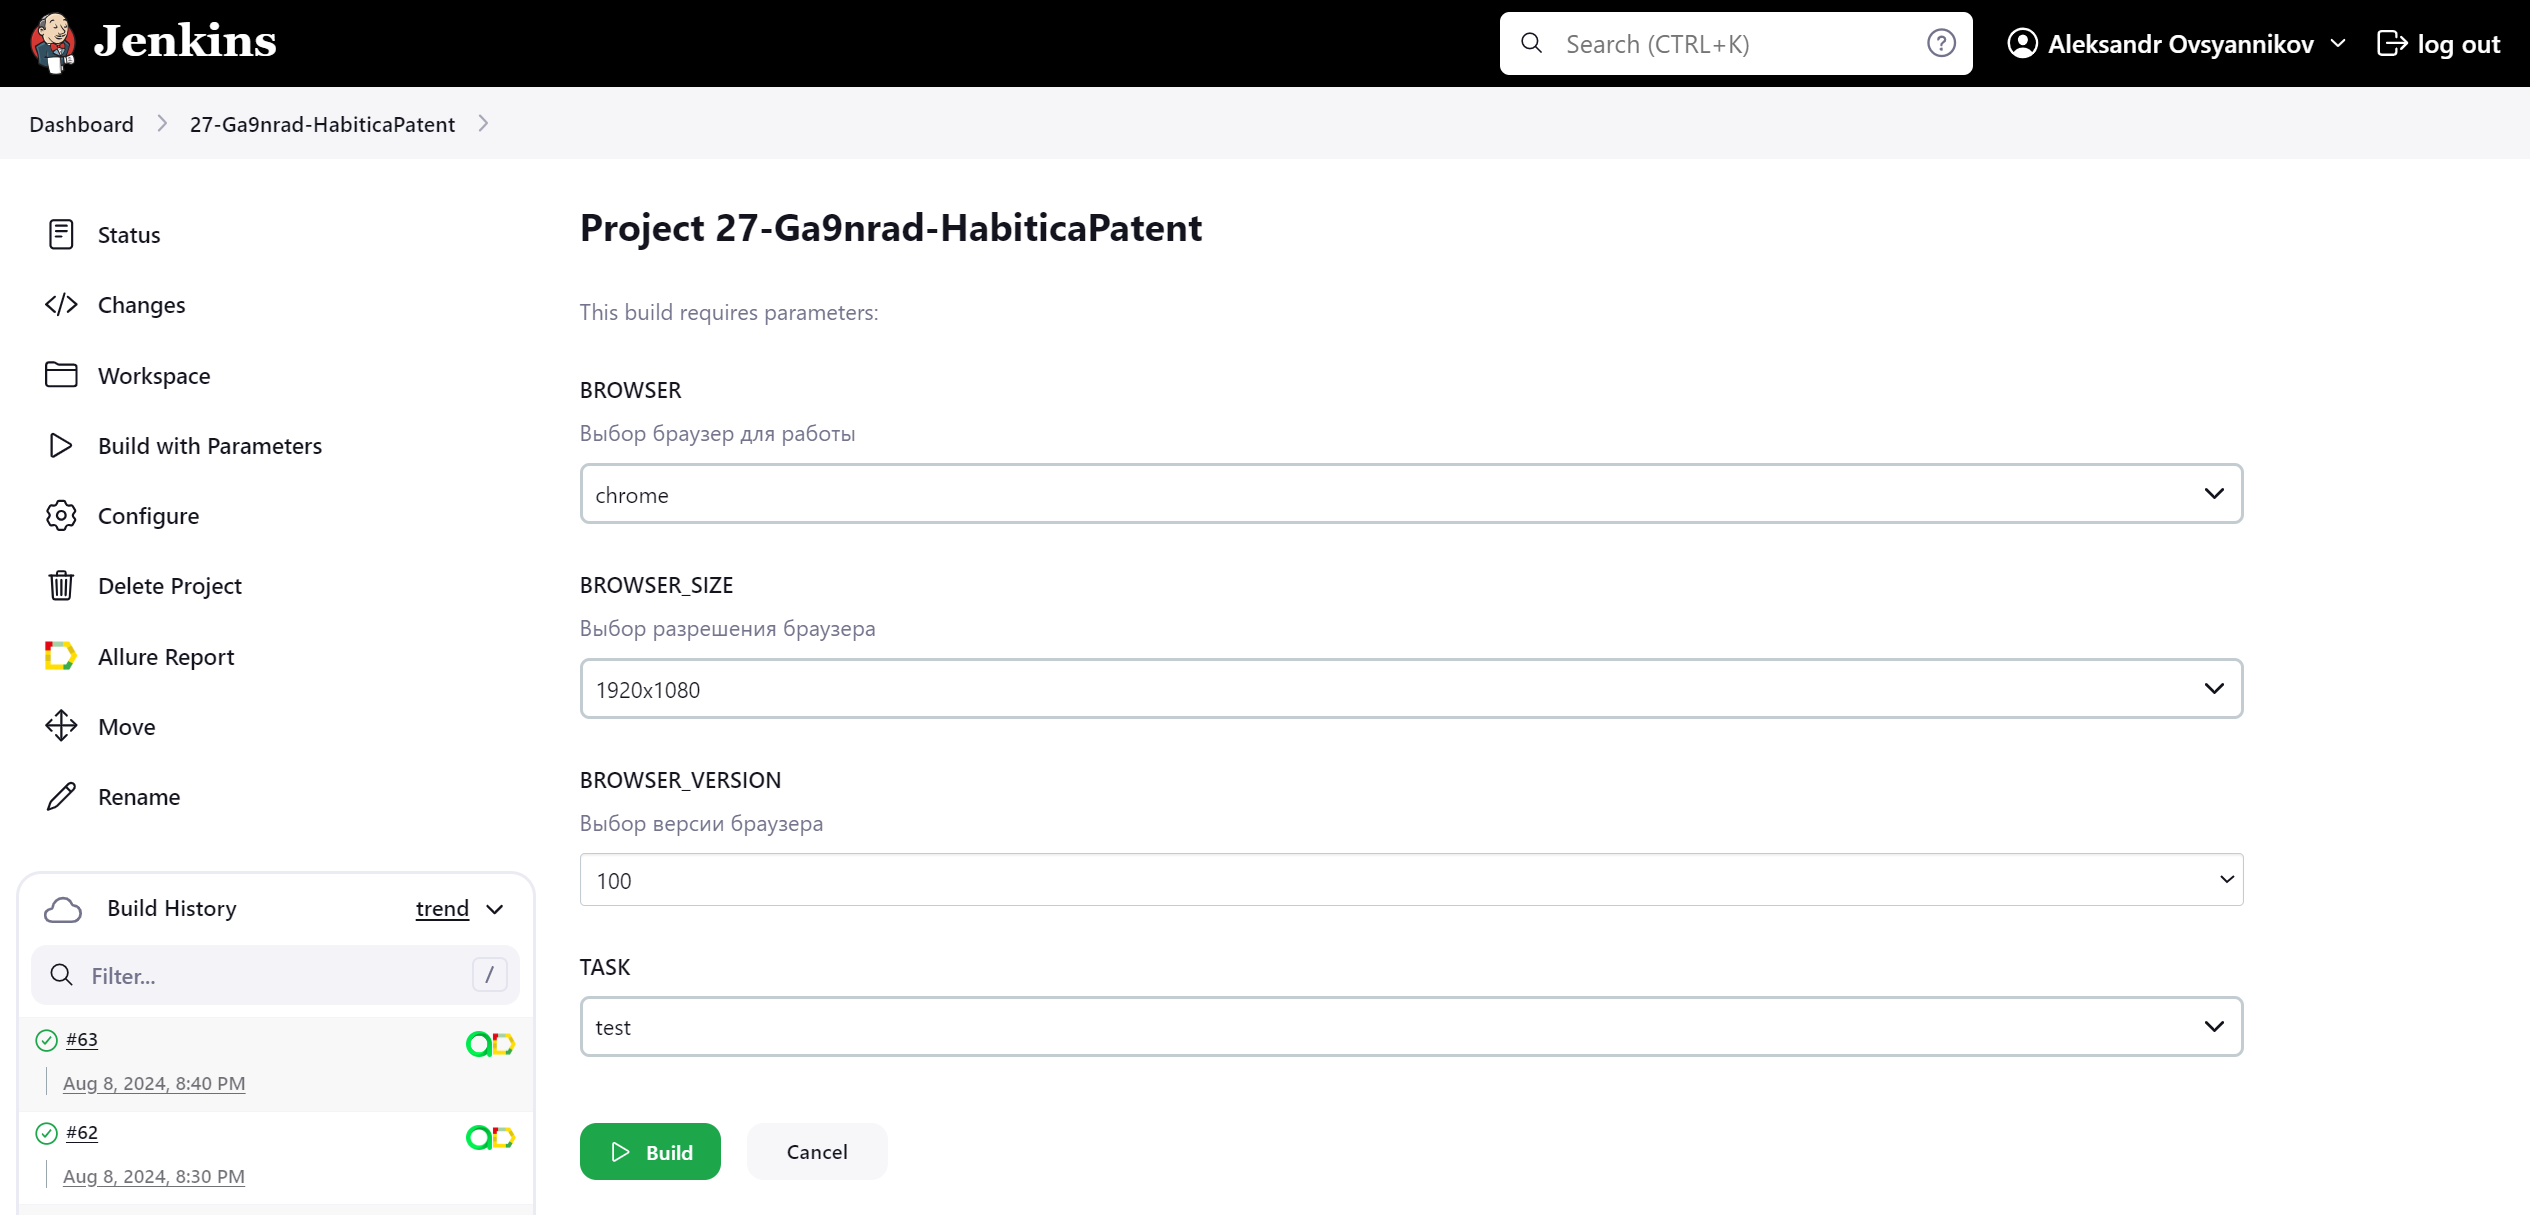 Jenkins
Search (CTRL+K)
Aleksandr Ovsyannikov
log out
Dashboard
27-Ga9nrad-HabiticaPatent
Status
Changes
Workspace
Build with Parameters
Configure
Delete Project
Allure Report
Move
Rename
Build History
trend
Filter...
/
#63
Aug 8, 2024, 8:40 PM
#62
Aug 8, 2024, 8:30 PM
Project 27-Ga9nrad-HabiticaPatent
This build requires parameters:
BROWSER
Выбор браузер для работы
chrome
BROWSER_SIZE
Выбор разрешения браузера
1920x1080
BROWSER_VERSION
Выбор версии браузера
100
TASK
test
Build
Cancel